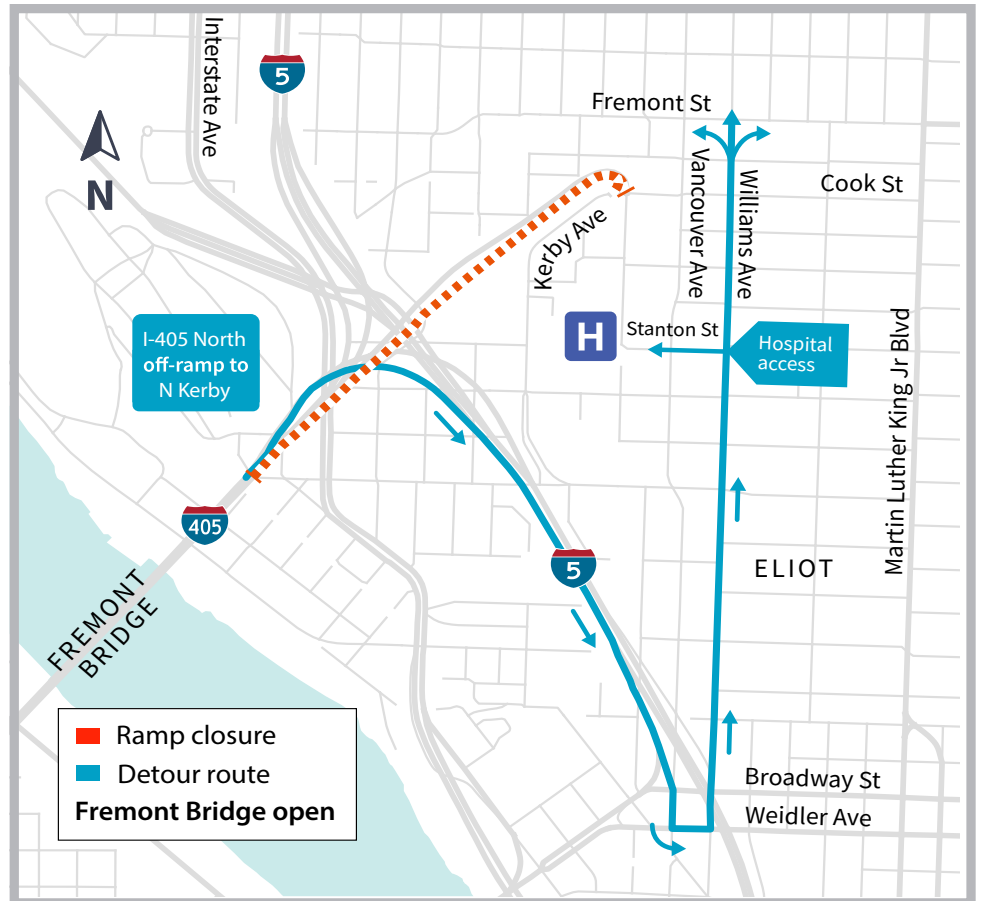 Interstate Ave
5
Fremont St
N
Vancouver Ave
Williams Ave
Cook St
Kerby Ave
I-405 North
off-ramp to
N Kerby
H
Stanton St
Hospital
access
Martin Luther King Jr Blvd
405
5
ELIOT
FREMONT
BRIDGE
Ramp closure
Detour route
Fremont Bridge open
Broadway St
Weidler Ave